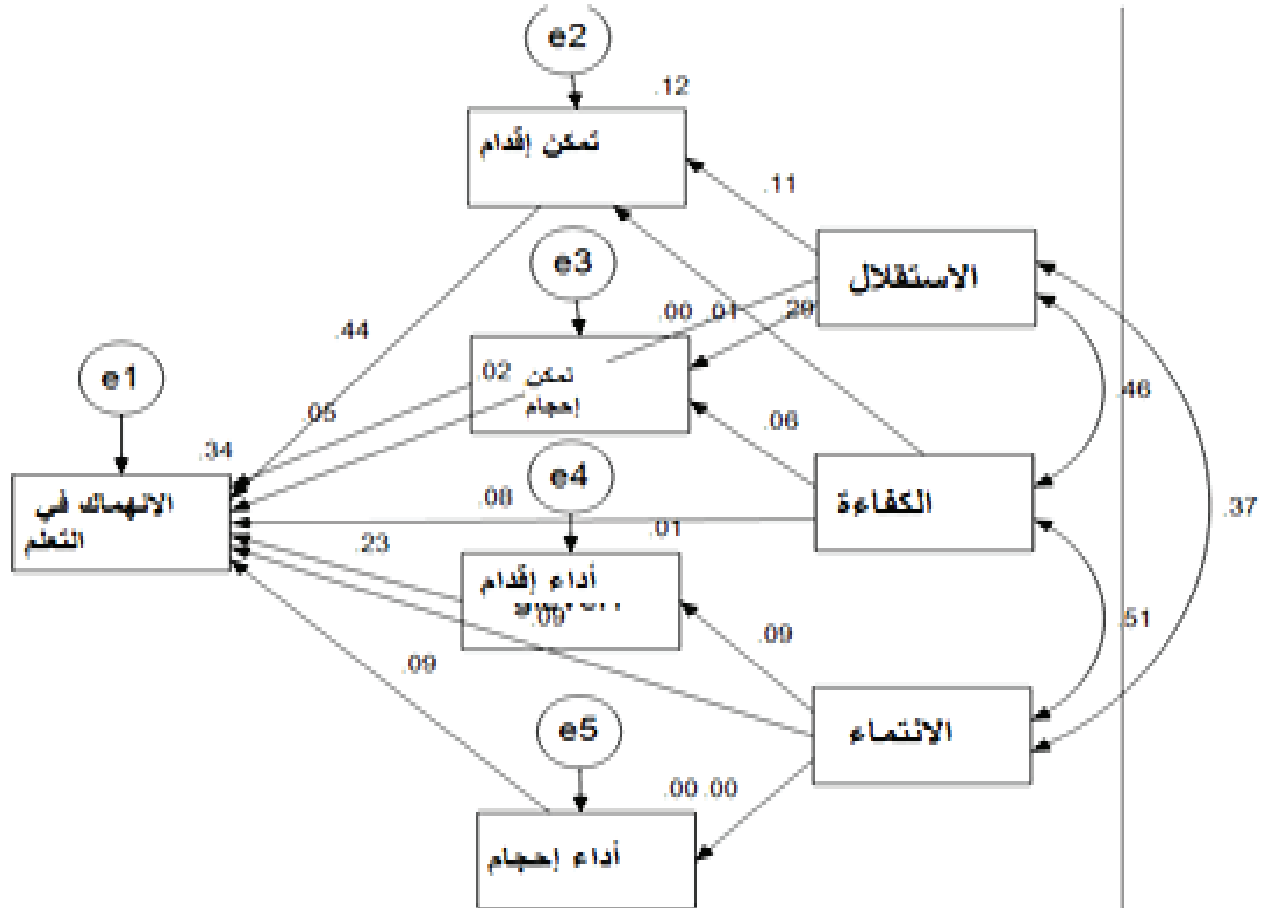 e2
.12
تمكن إقدام
.11
e3
الاستقلال
.00 .01 .29
.44
e1
.02
تمكن
إحجام
.46
.05
.06
.34
e4
الانهماك في
التعلم
.08
الكفاءة
.37
.01
.23
أداء إقدام
.09
.09
.51
.09
e5
الانتماء
.00 .00
أداء إحجام